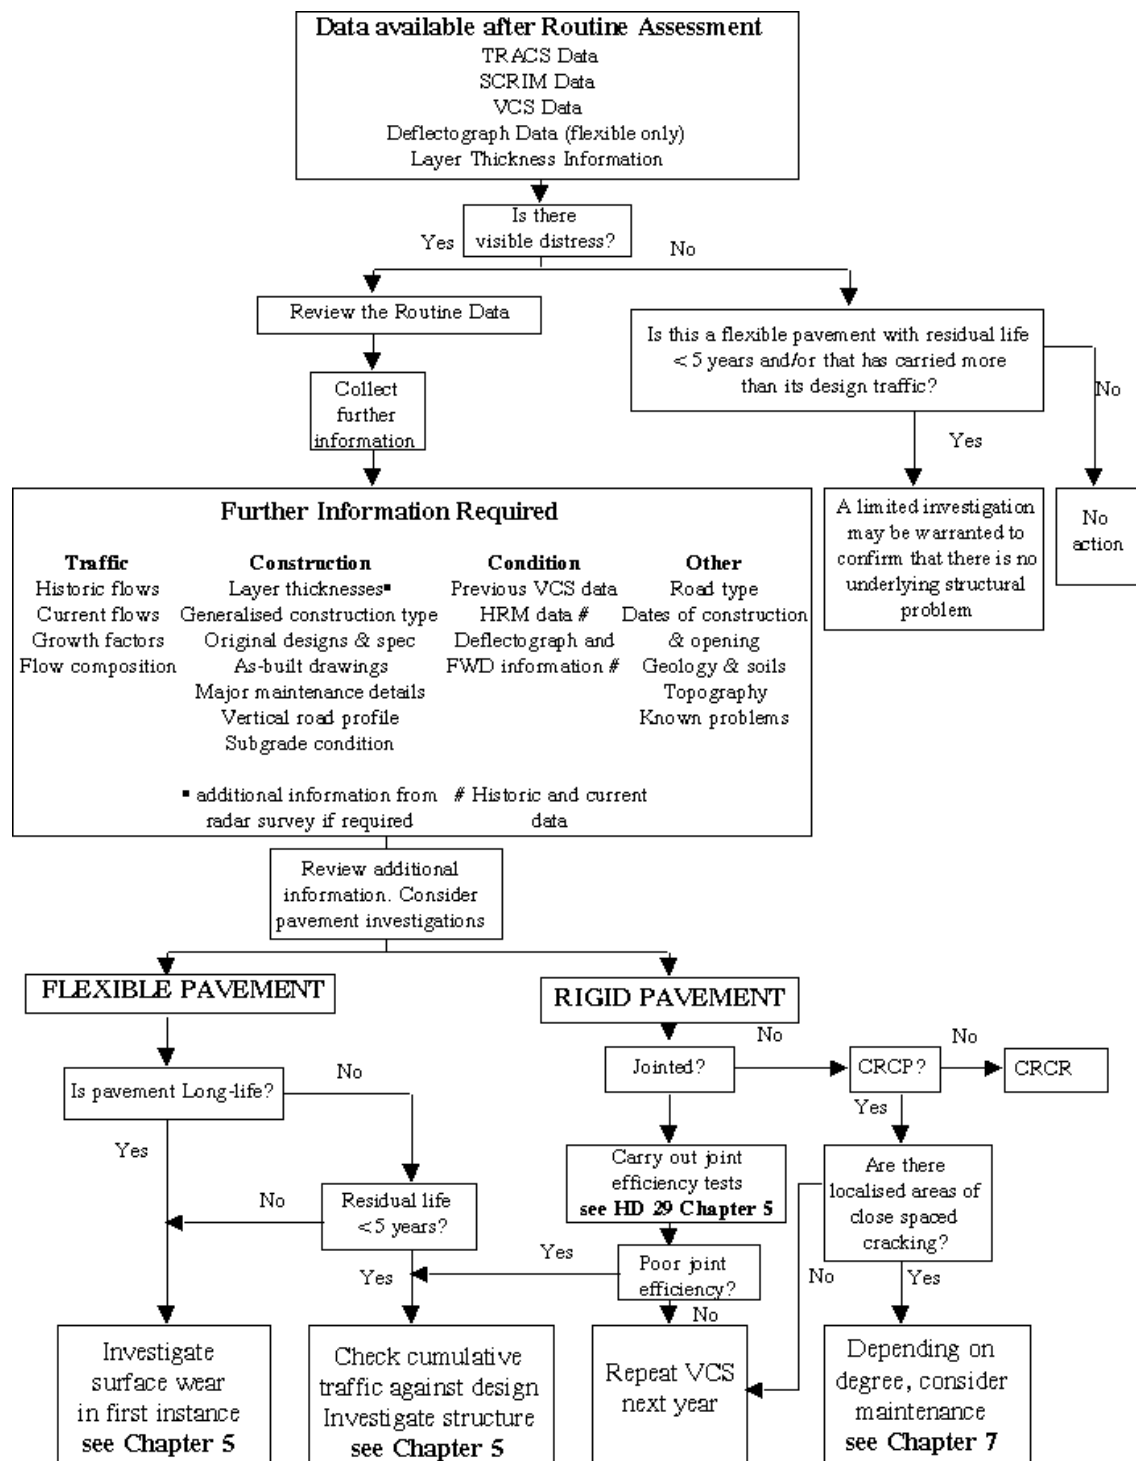 Data available after Routine Assessment
TRACS Data
SCRIM Data
VCS Data
Deflectograph Data (flexible only)
Layer Thickness Information
Is there
visible distress?
Yes
No
Review the Routine Data
Is this a flexible pavement with residual life
< 5 years and/or that has carried more
than its design traffic?
No
Yes
Collect
further
information
A limited investigation
may be warranted to
confirm that there is no
underlying structural
problem
No
action
Further Information Required
Traffic
Historic flows
Current flows
Growth factors
Flow composition
Construction
Layer thicknesses▪
Generalised construction type
Original designs & spec
As-built drawings
Major maintenance details
Vertical road profile
Subgrade condition
Condition
Previous VCS data
HRM data #
Deflectograph and
FWD information #
Other
Road type
Dates of construction
& opening
Geology & soils
Topography
Known problems
▪ additional information from
radar survey if required
# Historic and current
data
Review additional
information. Consider
pavement investigations
FLEXIBLE PAVEMENT
RIGID PAVEMENT
Is pavement Long-life?
No
Yes
Jointed?
No
CRCP?
No
CRCR
Yes
Residual life
< 5 years?
No
Yes
Carry out joint
efficiency tests
see HD 29 Chapter 5
Poor joint
efficiency?
Yes
No
Are there
localised areas of
close spaced
cracking?
No
Yes
Investigate
surface wear
in first instance
see Chapter 5
Check cumulative
traffic against design
Investigate structure
see Chapter 5
Repeat VCS
next year
Depending on
degree, consider
maintenance
see Chapter 7